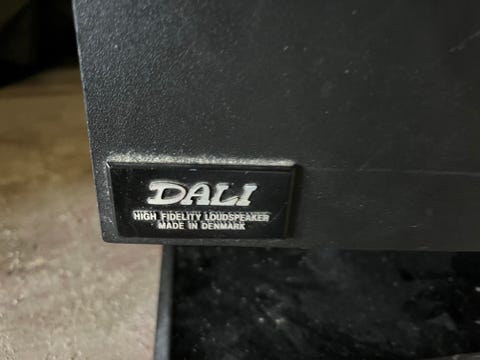 DALI
HIGH FIDELITY LOUDSPEAKER
MADE IN DENMARK